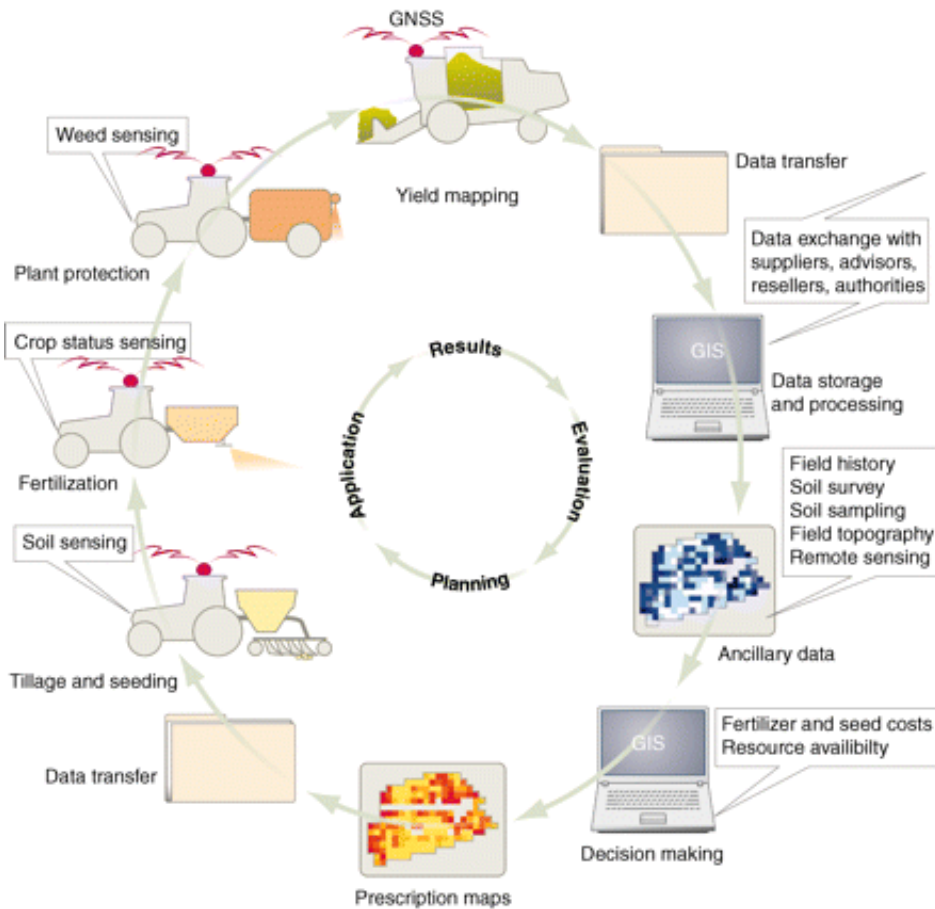 GNSS
Weed sensing
Yield mapping
Data transfer
Plant protection
Data exchange with
suppliers, advisors,
resellers, authorities
Crop status sensing
GIS
Data storage
and processing
Results
Evaluation
Planning
Application
Fertilization
Field history
Soil survey
Soil sampling
Field topography
Remote sensing
Soil sensing
Ancillary data
Tillage and seeding
Fertilizer and seed costs
Resource availibilty
GIS
Data transfer
Decision making
Prescription maps